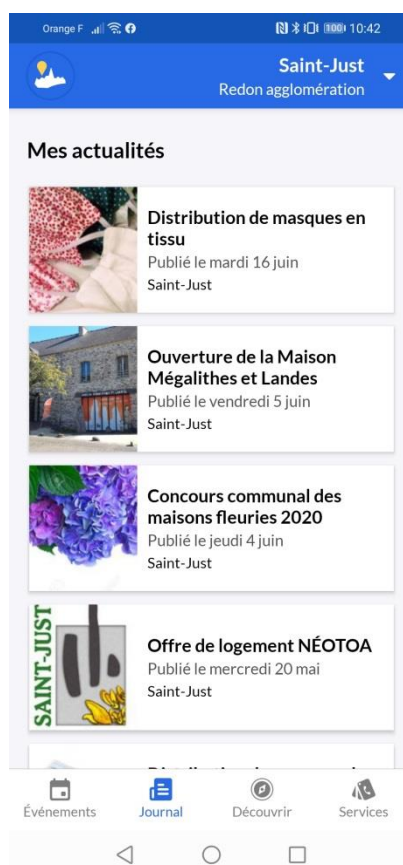 Orange F
100 10:42
Saint-Just
Redon agglomération
Mes actualités
Distribution de masques en
tissu
Publié le mardi 16 juin
Saint-Just
Ouverture de la Maison
Mégalithes et Landes
Publié le vendredi 5 juin
Saint-Just
Concours communal des
maisons fleuries 2020
Publié le jeudi 4 juin
Saint-Just
SAINT-JUST
Offre de logement NÉOTOA
Publié le mercredi 20 mai
Saint-Just
Événements
Journal
Découvrir
Services